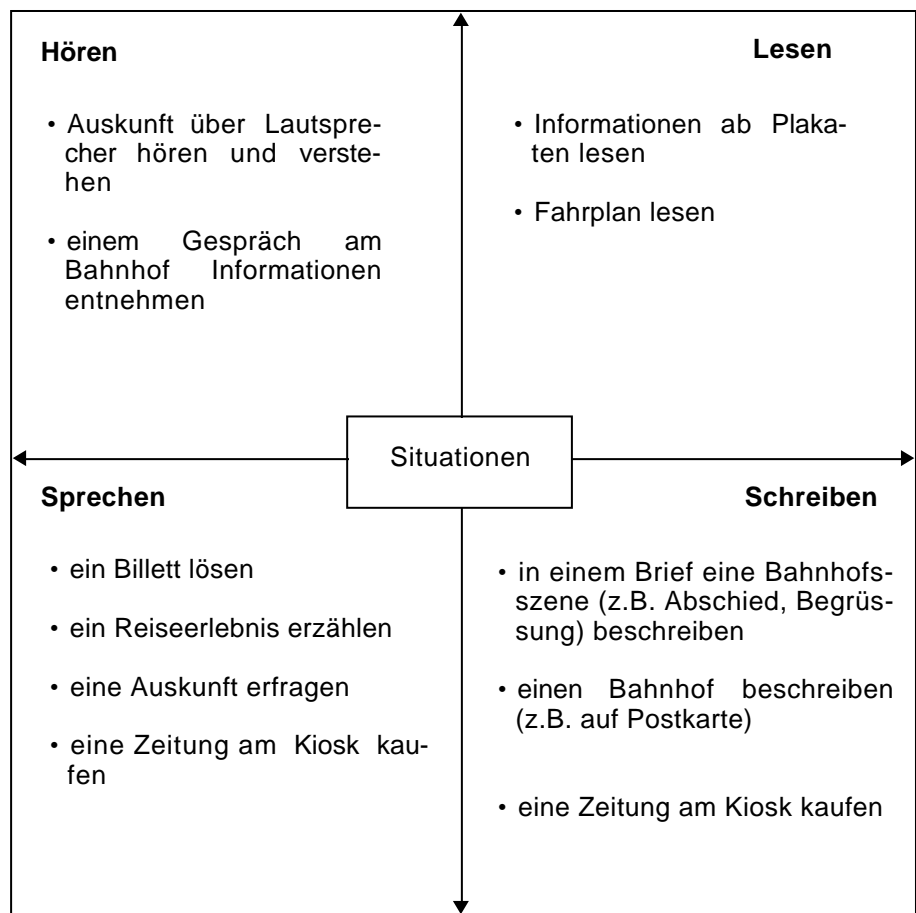 Hören
• Auskunft über Lautspre-
cher hören und verste-
hen
• einem Gespräch am
Bahnhof Informationen
entnehmen
Lesen
• Informationen ab Plaka-
ten lesen
• Fahrplan lesen
Situationen
Sprechen
• ein Billett lösen
• ein Reiseerlebnis erzählen
• eine Auskunft erfragen
• eine Zeitung am Kiosk kau-
fen
Schreiben
• in einem Brief eine Bahnhofs-
szene (z.B. Abschied, Begrüs-
sung) beschreiben
• einen Bahnhof beschreiben
(z.B. auf Postkarte)
• eine Zeitung am Kiosk kaufen